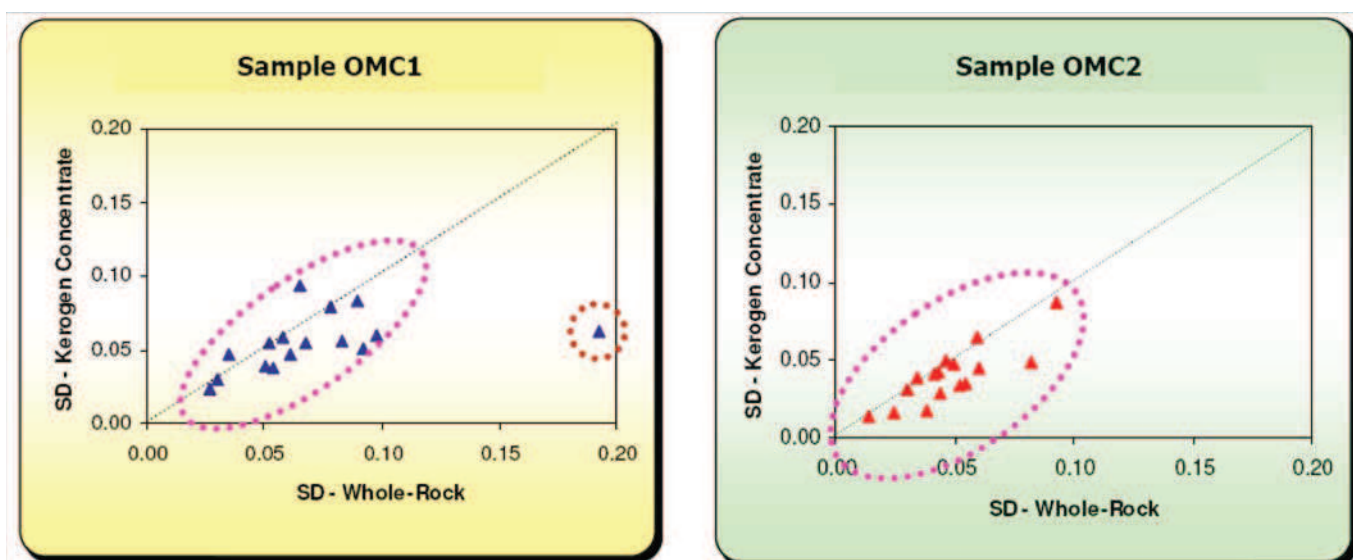 Sample OMC1
0.20
0.15
0.10
0.05
0.00
SD - Kerogen Concentrate
0.00 0.05 0.10 0.15 0.20
SD - Whole-Rock
Sample OMC2
0.20
0.15
0.10
0.05
0.00
SD - Kerogen Concentrate
0.00 0.05 0.10 0.15 0.20
SD - Whole-Rock